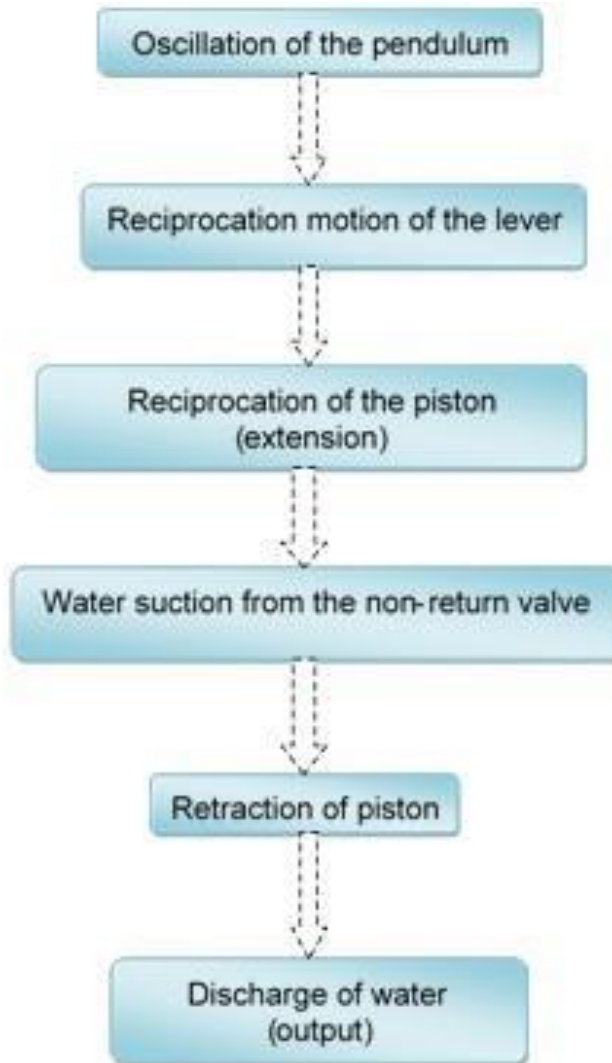 Oscillation of the pendulum
Reciprocation motion of the lever
Reciprocation of the piston
(extension)
Water suction from the non-return valve
Retraction of piston
Discharge of water
(output)